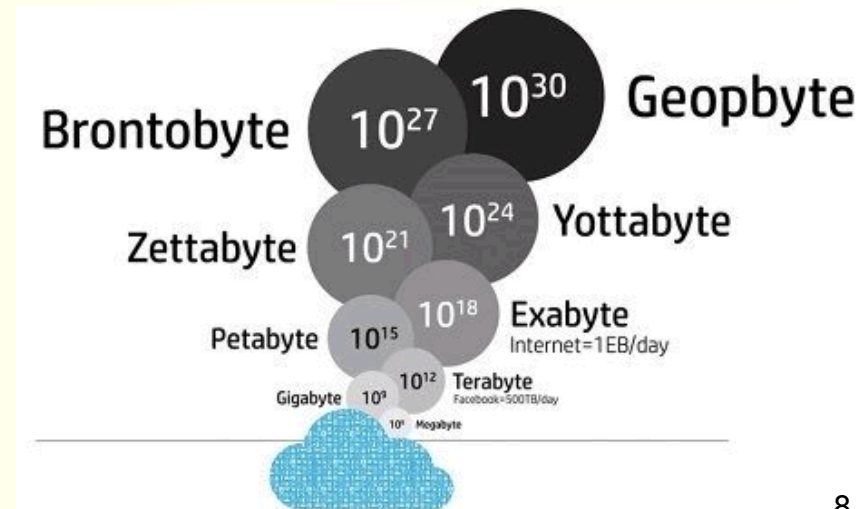 10³⁰ Geopbyte
Brontobyte 10²⁷
10²⁴ Yottabyte
Zettabyte 10²¹
10¹⁸ Exabyte
Internet=1EB/day
Petabyte 10¹⁵
10¹² Terabyte
Facebook=500TB/day
Gigabyte 10⁹
10⁶ Megabyte
8